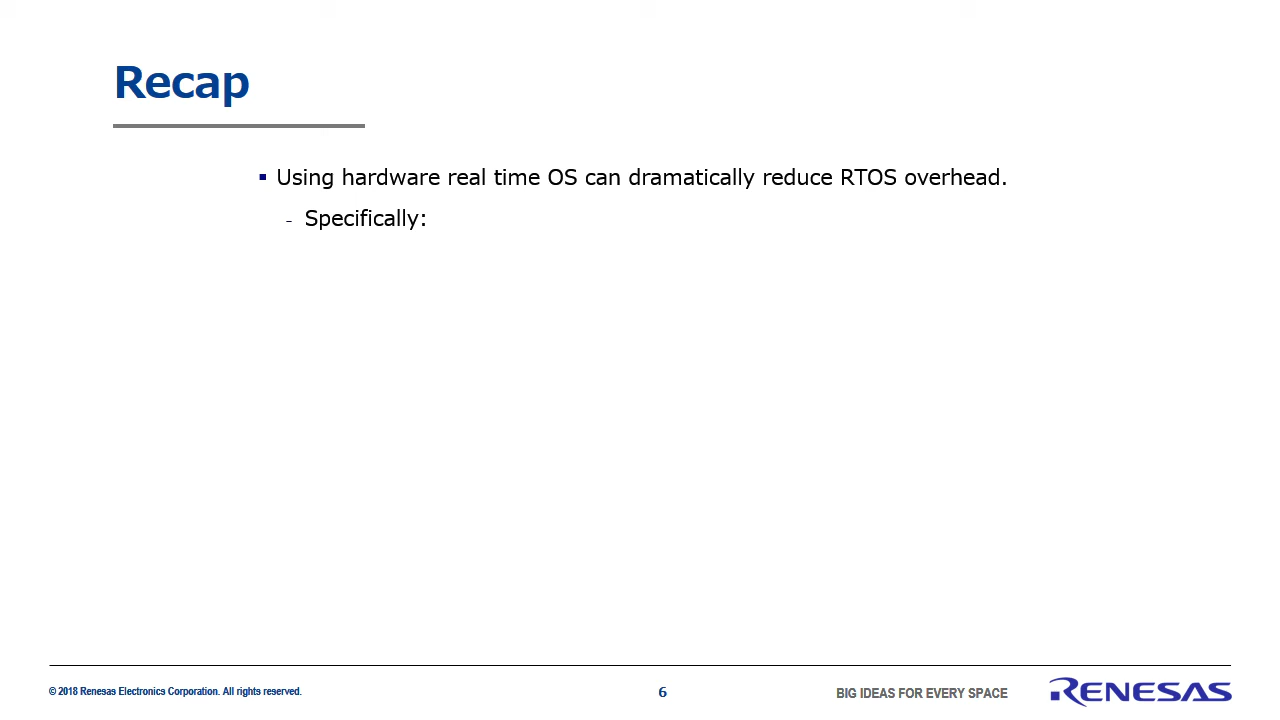 Recap
▪ Using hardware real time OS can dramatically reduce RTOS overhead.
- Specifically:
© 2018 Renesas Electronics Corporation. All rights reserved.
6
BIG IDEAS FOR EVERY SPACE
RENESAS